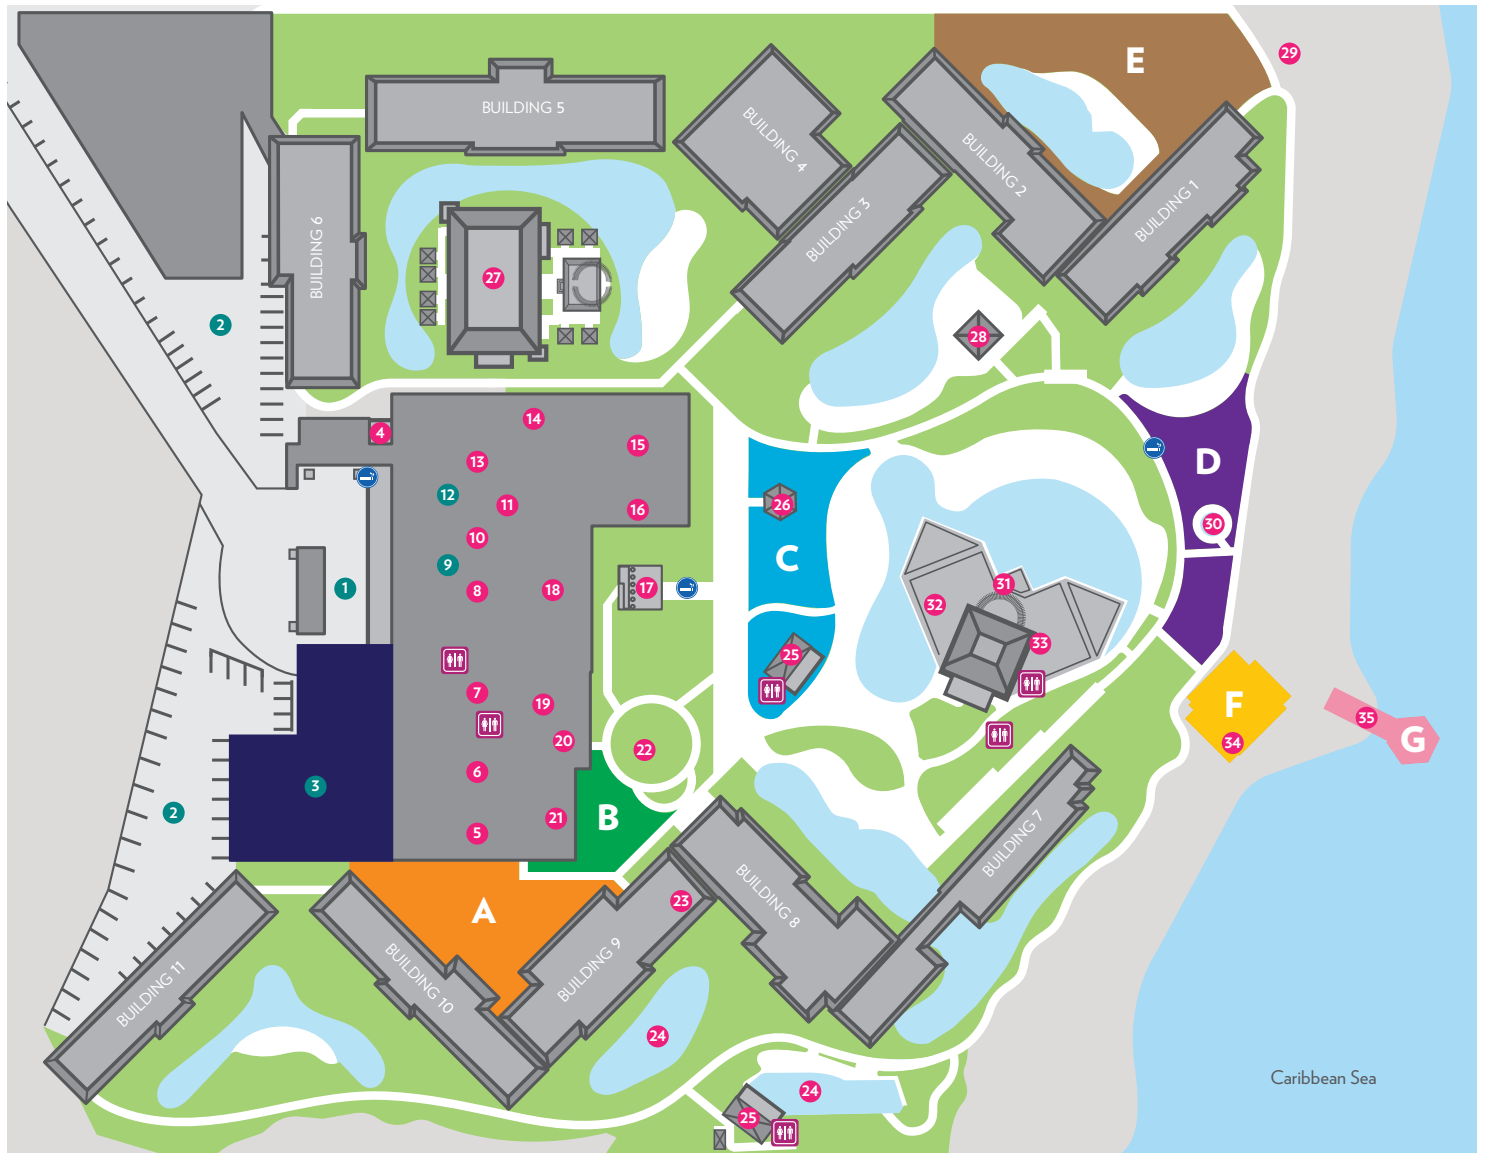 E
29
BUILDING 5
BUILDING 4
BUILDING 2
BUILDING 1
BUILDING 3
BUILDING 6
27
2
28
4
14
15
13
12
11
16
10
9
8
18
17
1
26
C
D
30
31
32
33
25
7
19
20
22
6
21
5
3
2
B
F
34
35
G
A
23
BUILDING 7
BUILDING 8
BUILDING 9
BUILDING 10
BUILDING 11
24
24
25
Caribbean Sea